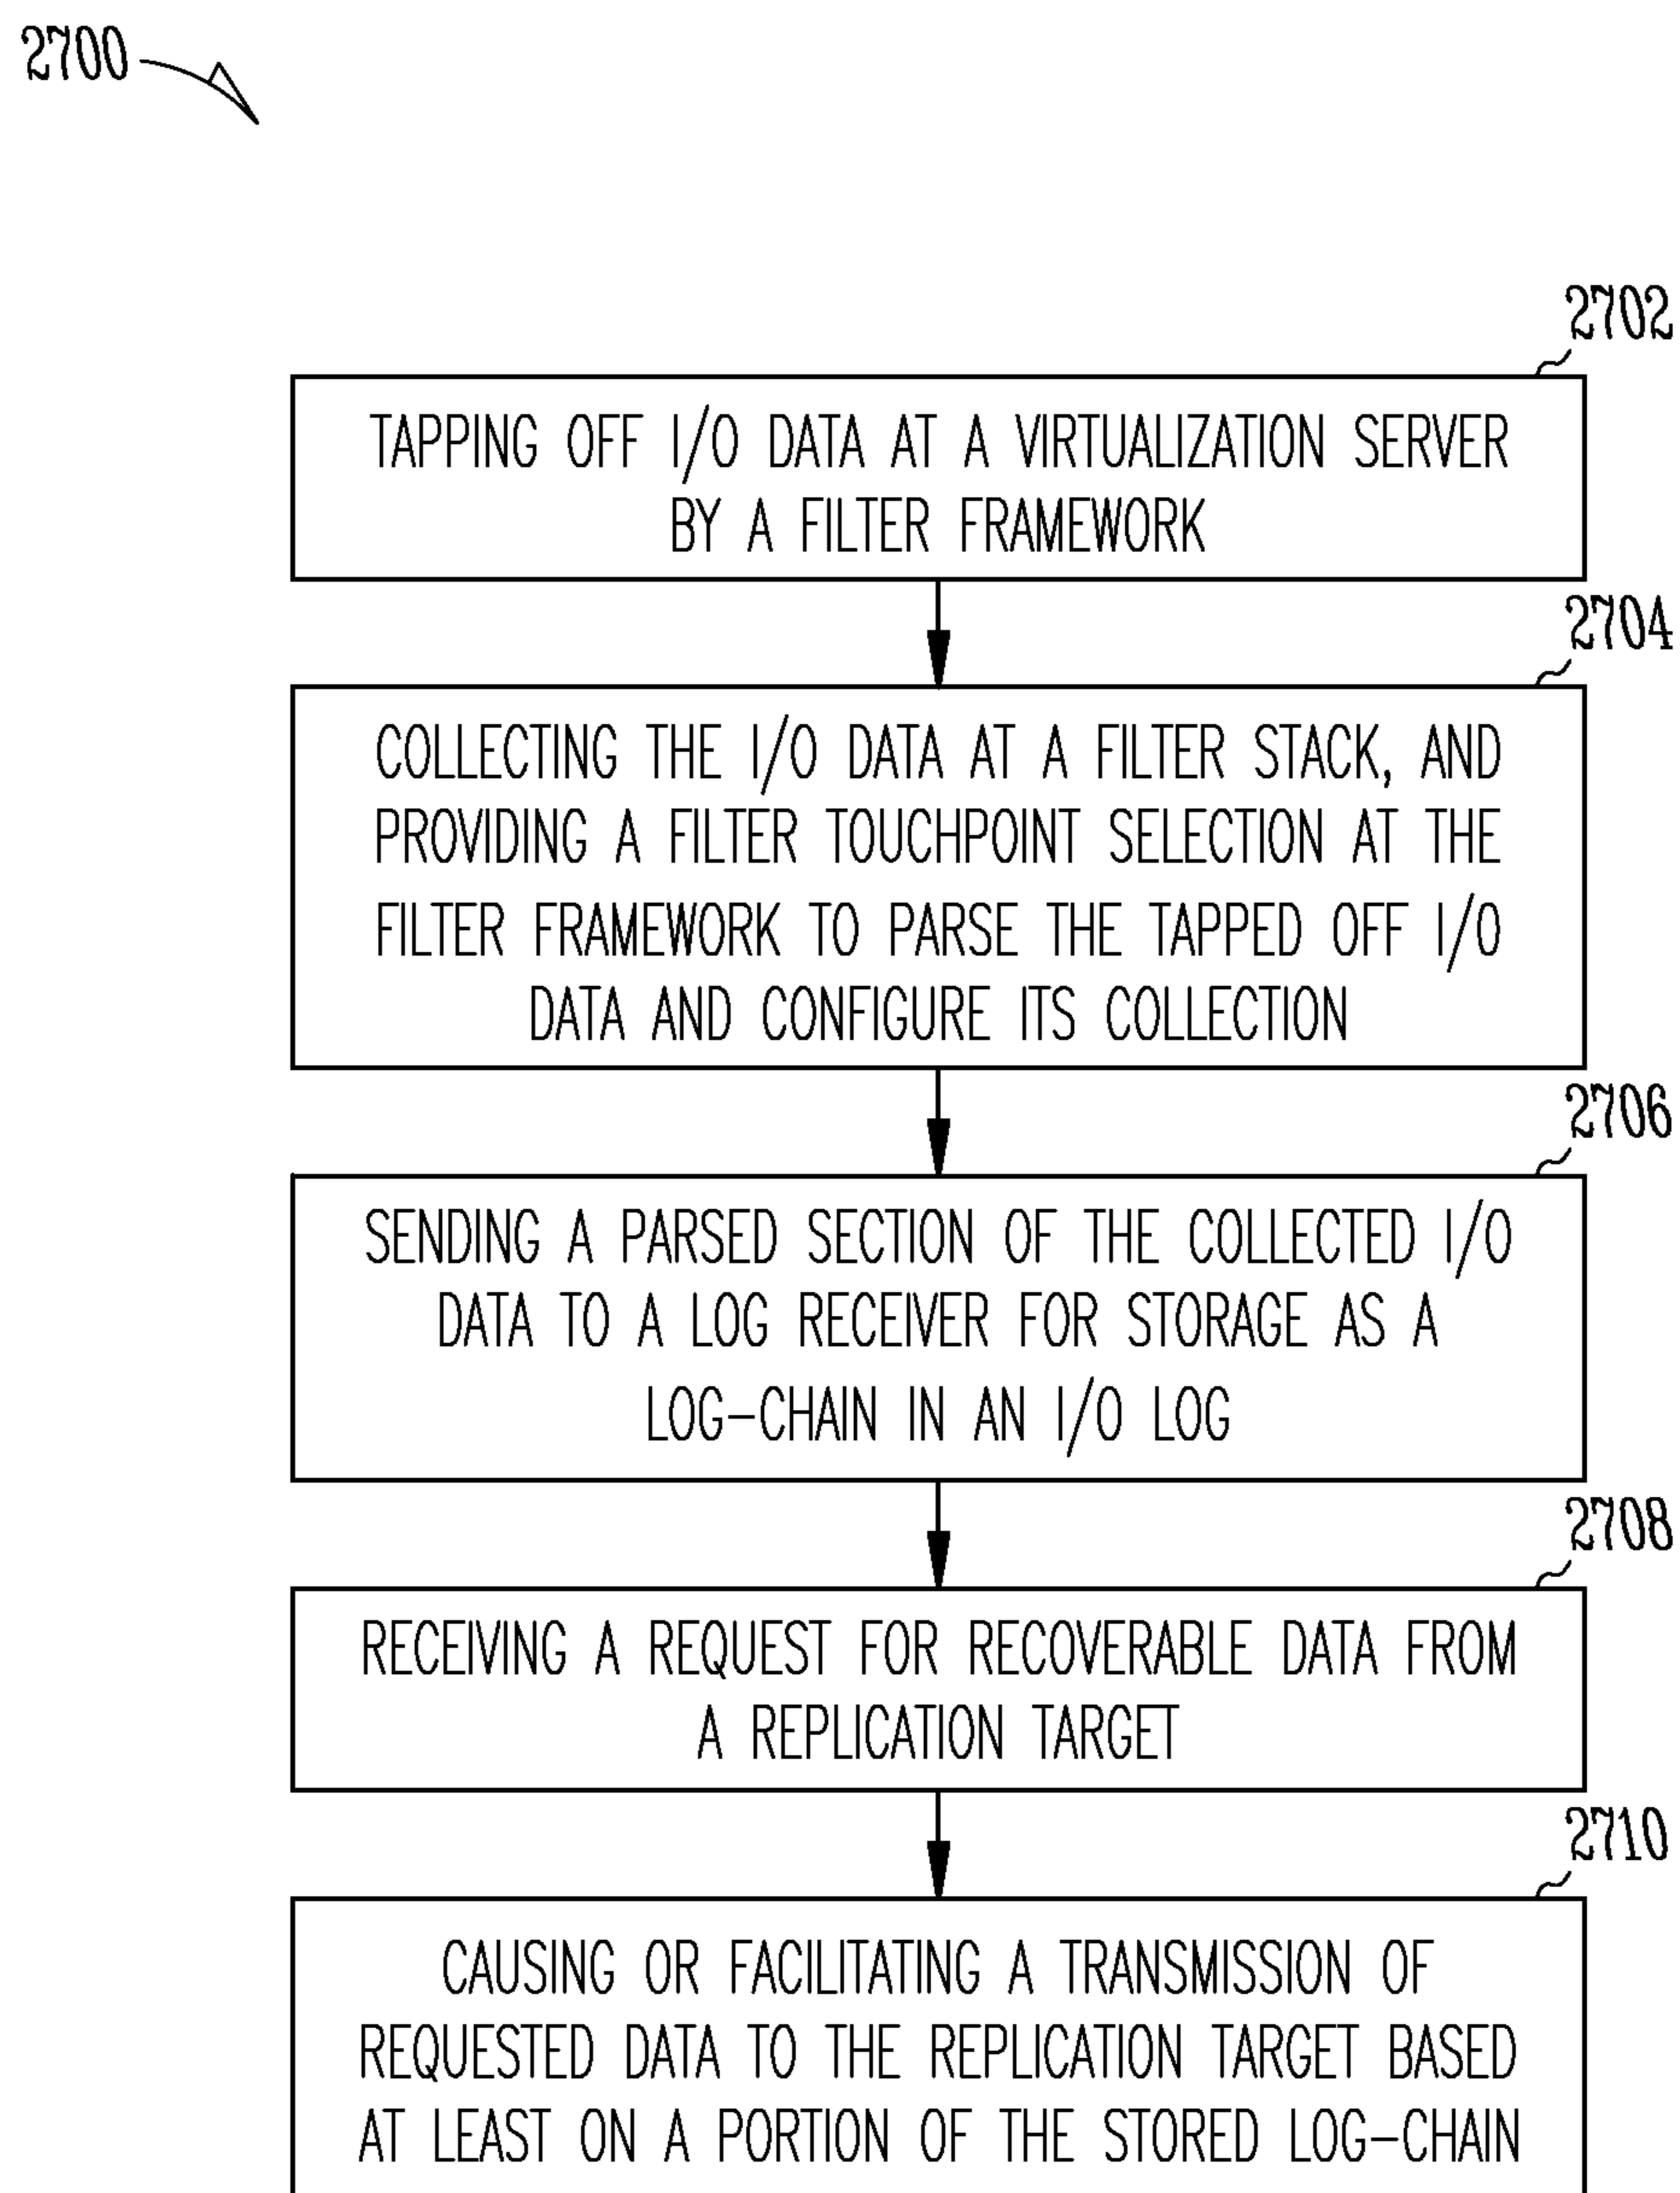 2700
2702
TAPPING OFF I/O DATA AT A VIRTUALIZATION SERVER
BY A FILTER FRAMEWORK
2704
COLLECTING THE I/O DATA AT A FILTER STACK, AND
PROVIDING A FILTER TOUCHPOINT SELECTION AT THE
FILTER FRAMEWORK TO PARSE THE TAPPED OFF I/O
DATA AND CONFIGURE ITS COLLECTION
2706
SENDING A PARSED SECTION OF THE COLLECTED I/O
DATA TO A LOG RECEIVER FOR STORAGE AS A
LOG-CHAIN IN AN I/O LOG
2708
RECEIVING A REQUEST FOR RECOVERABLE DATA FROM
A REPLICATION TARGET
2710
CAUSING OR FACILITATING A TRANSMISSION OF
REQUESTED DATA TO THE REPLICATION TARGET BASED
AT LEAST ON A PORTION OF THE STORED LOG-CHAIN